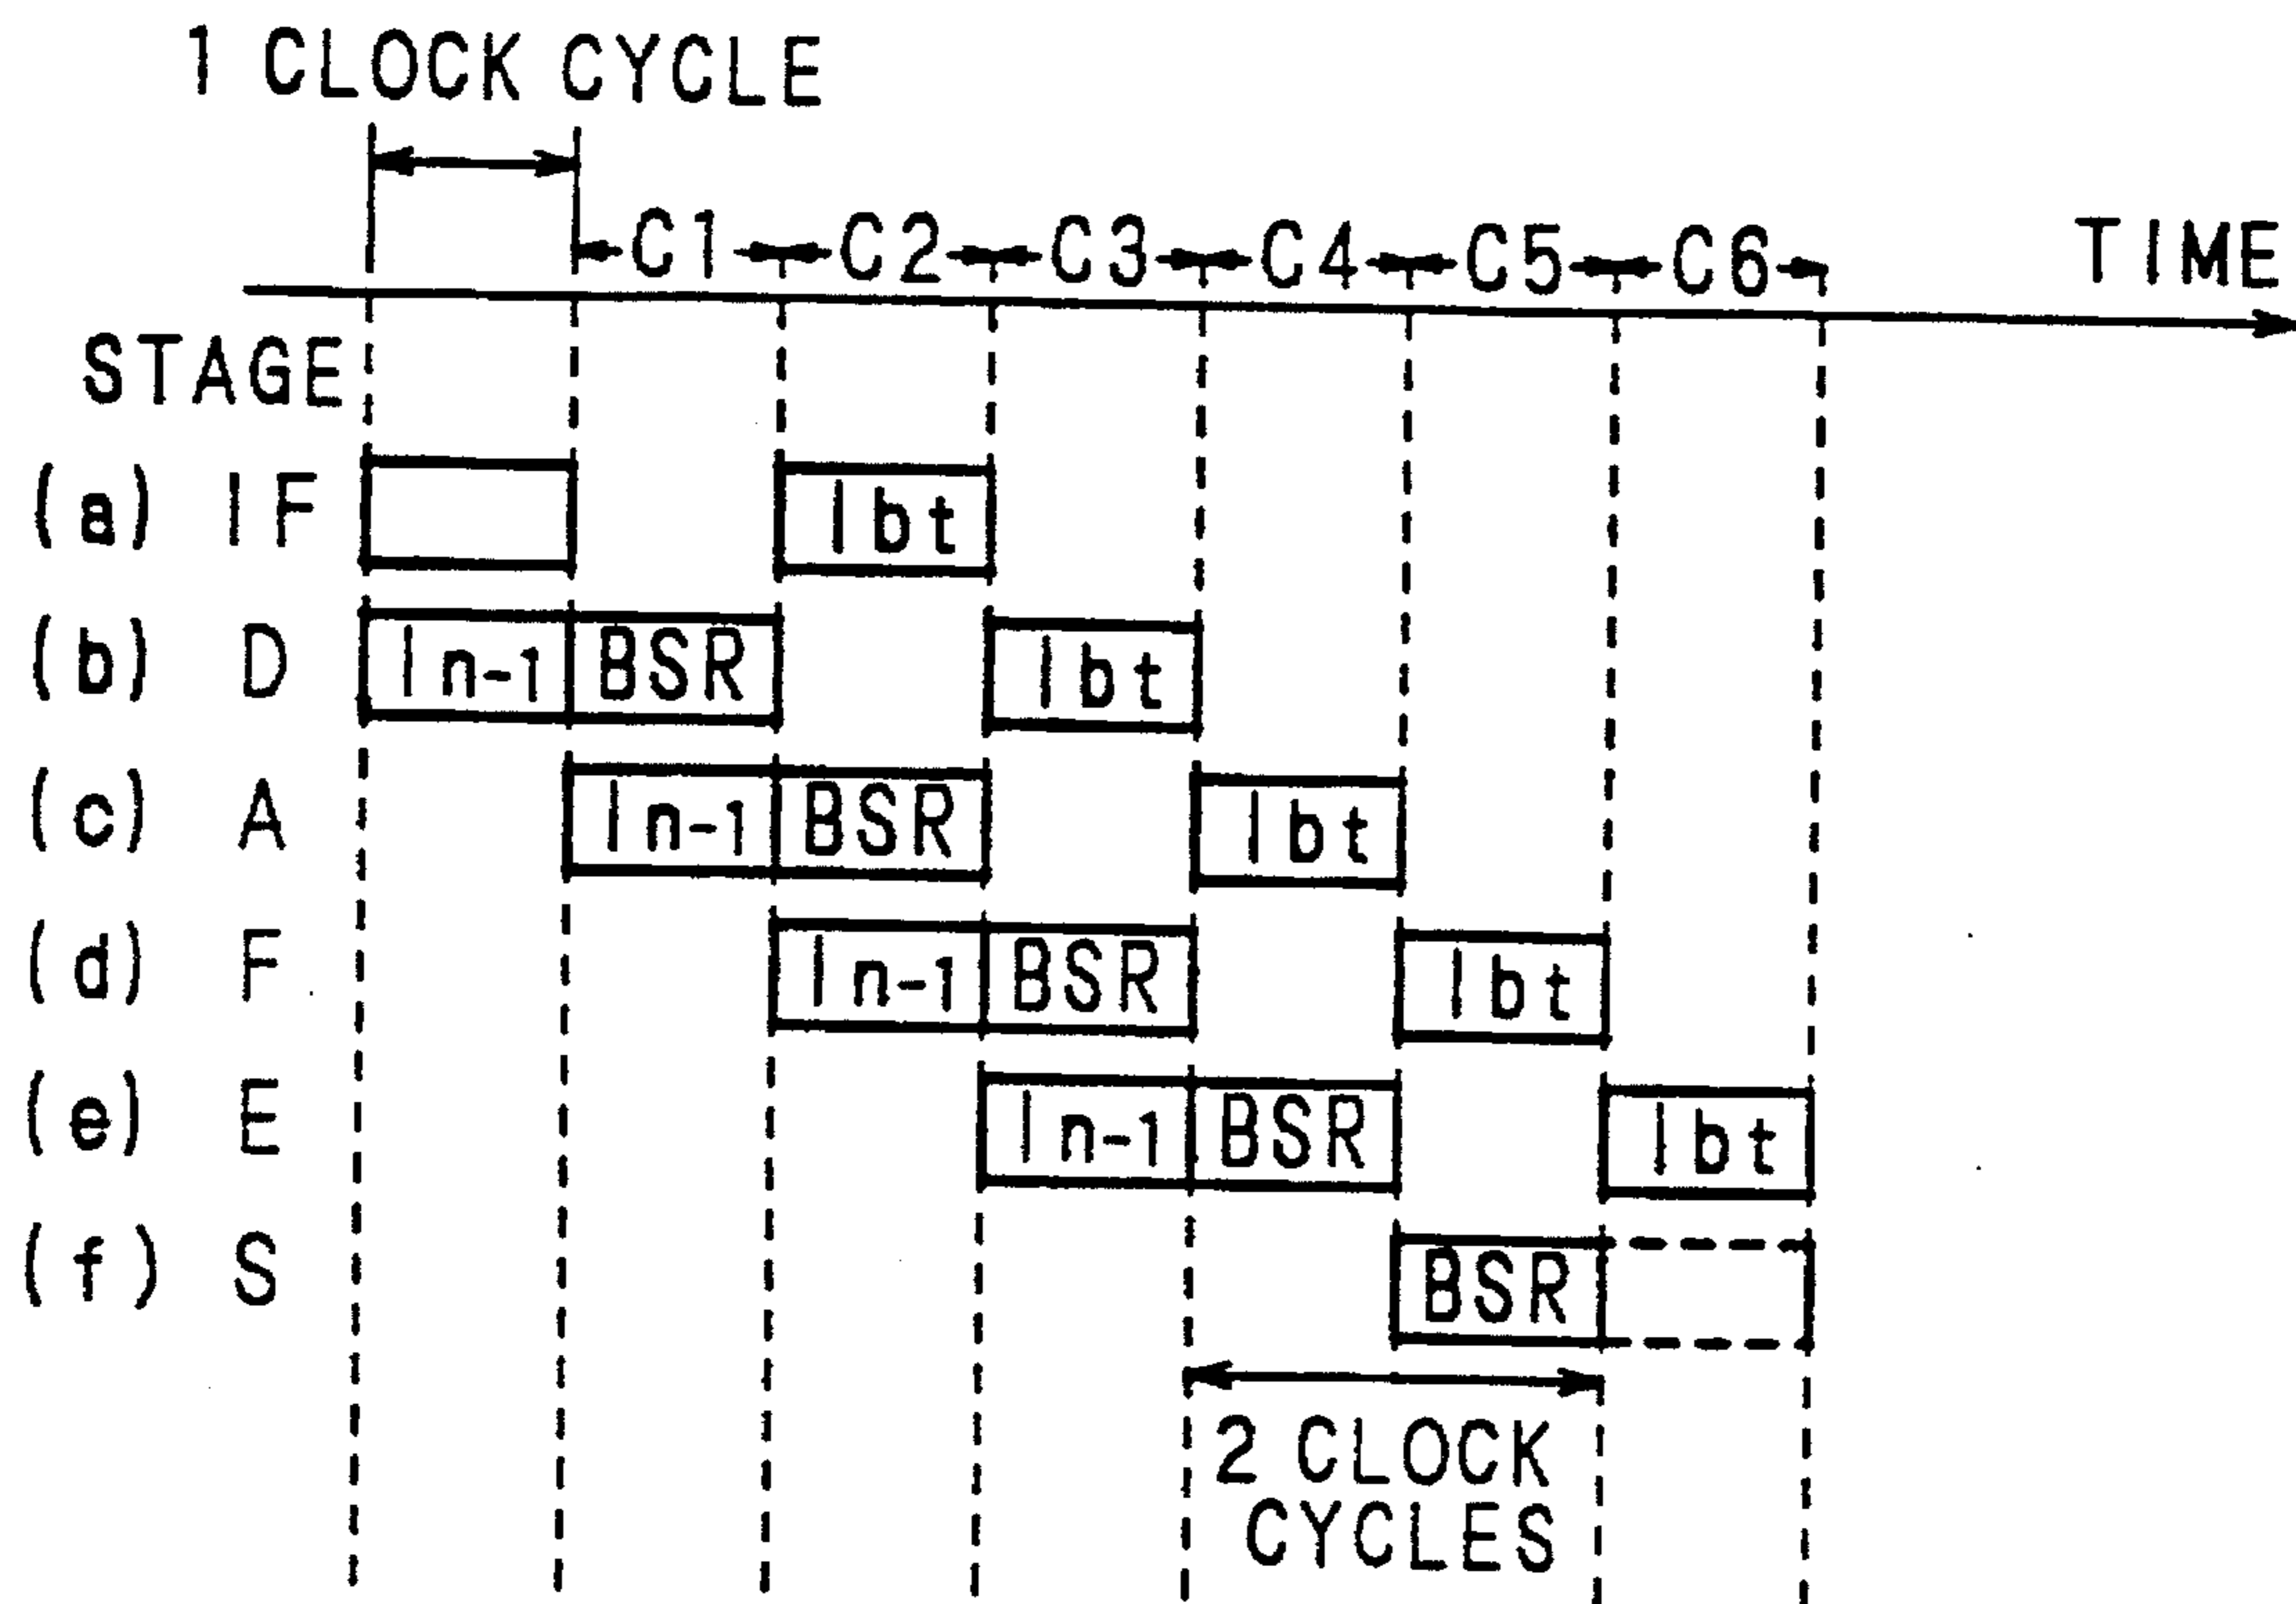 1 CLOCK CYCLE
C1 C2 C3 C4 C5 C6 TIME
STAGE
(a) IF Ibt
(b) D In-1 BSR Ibt
(c) A In-1 BSR Ibt
(d) F In-1 BSR Ibt
(e) E In-1 BSR Ibt
(f) S BSR
2 CLOCK
CYCLES